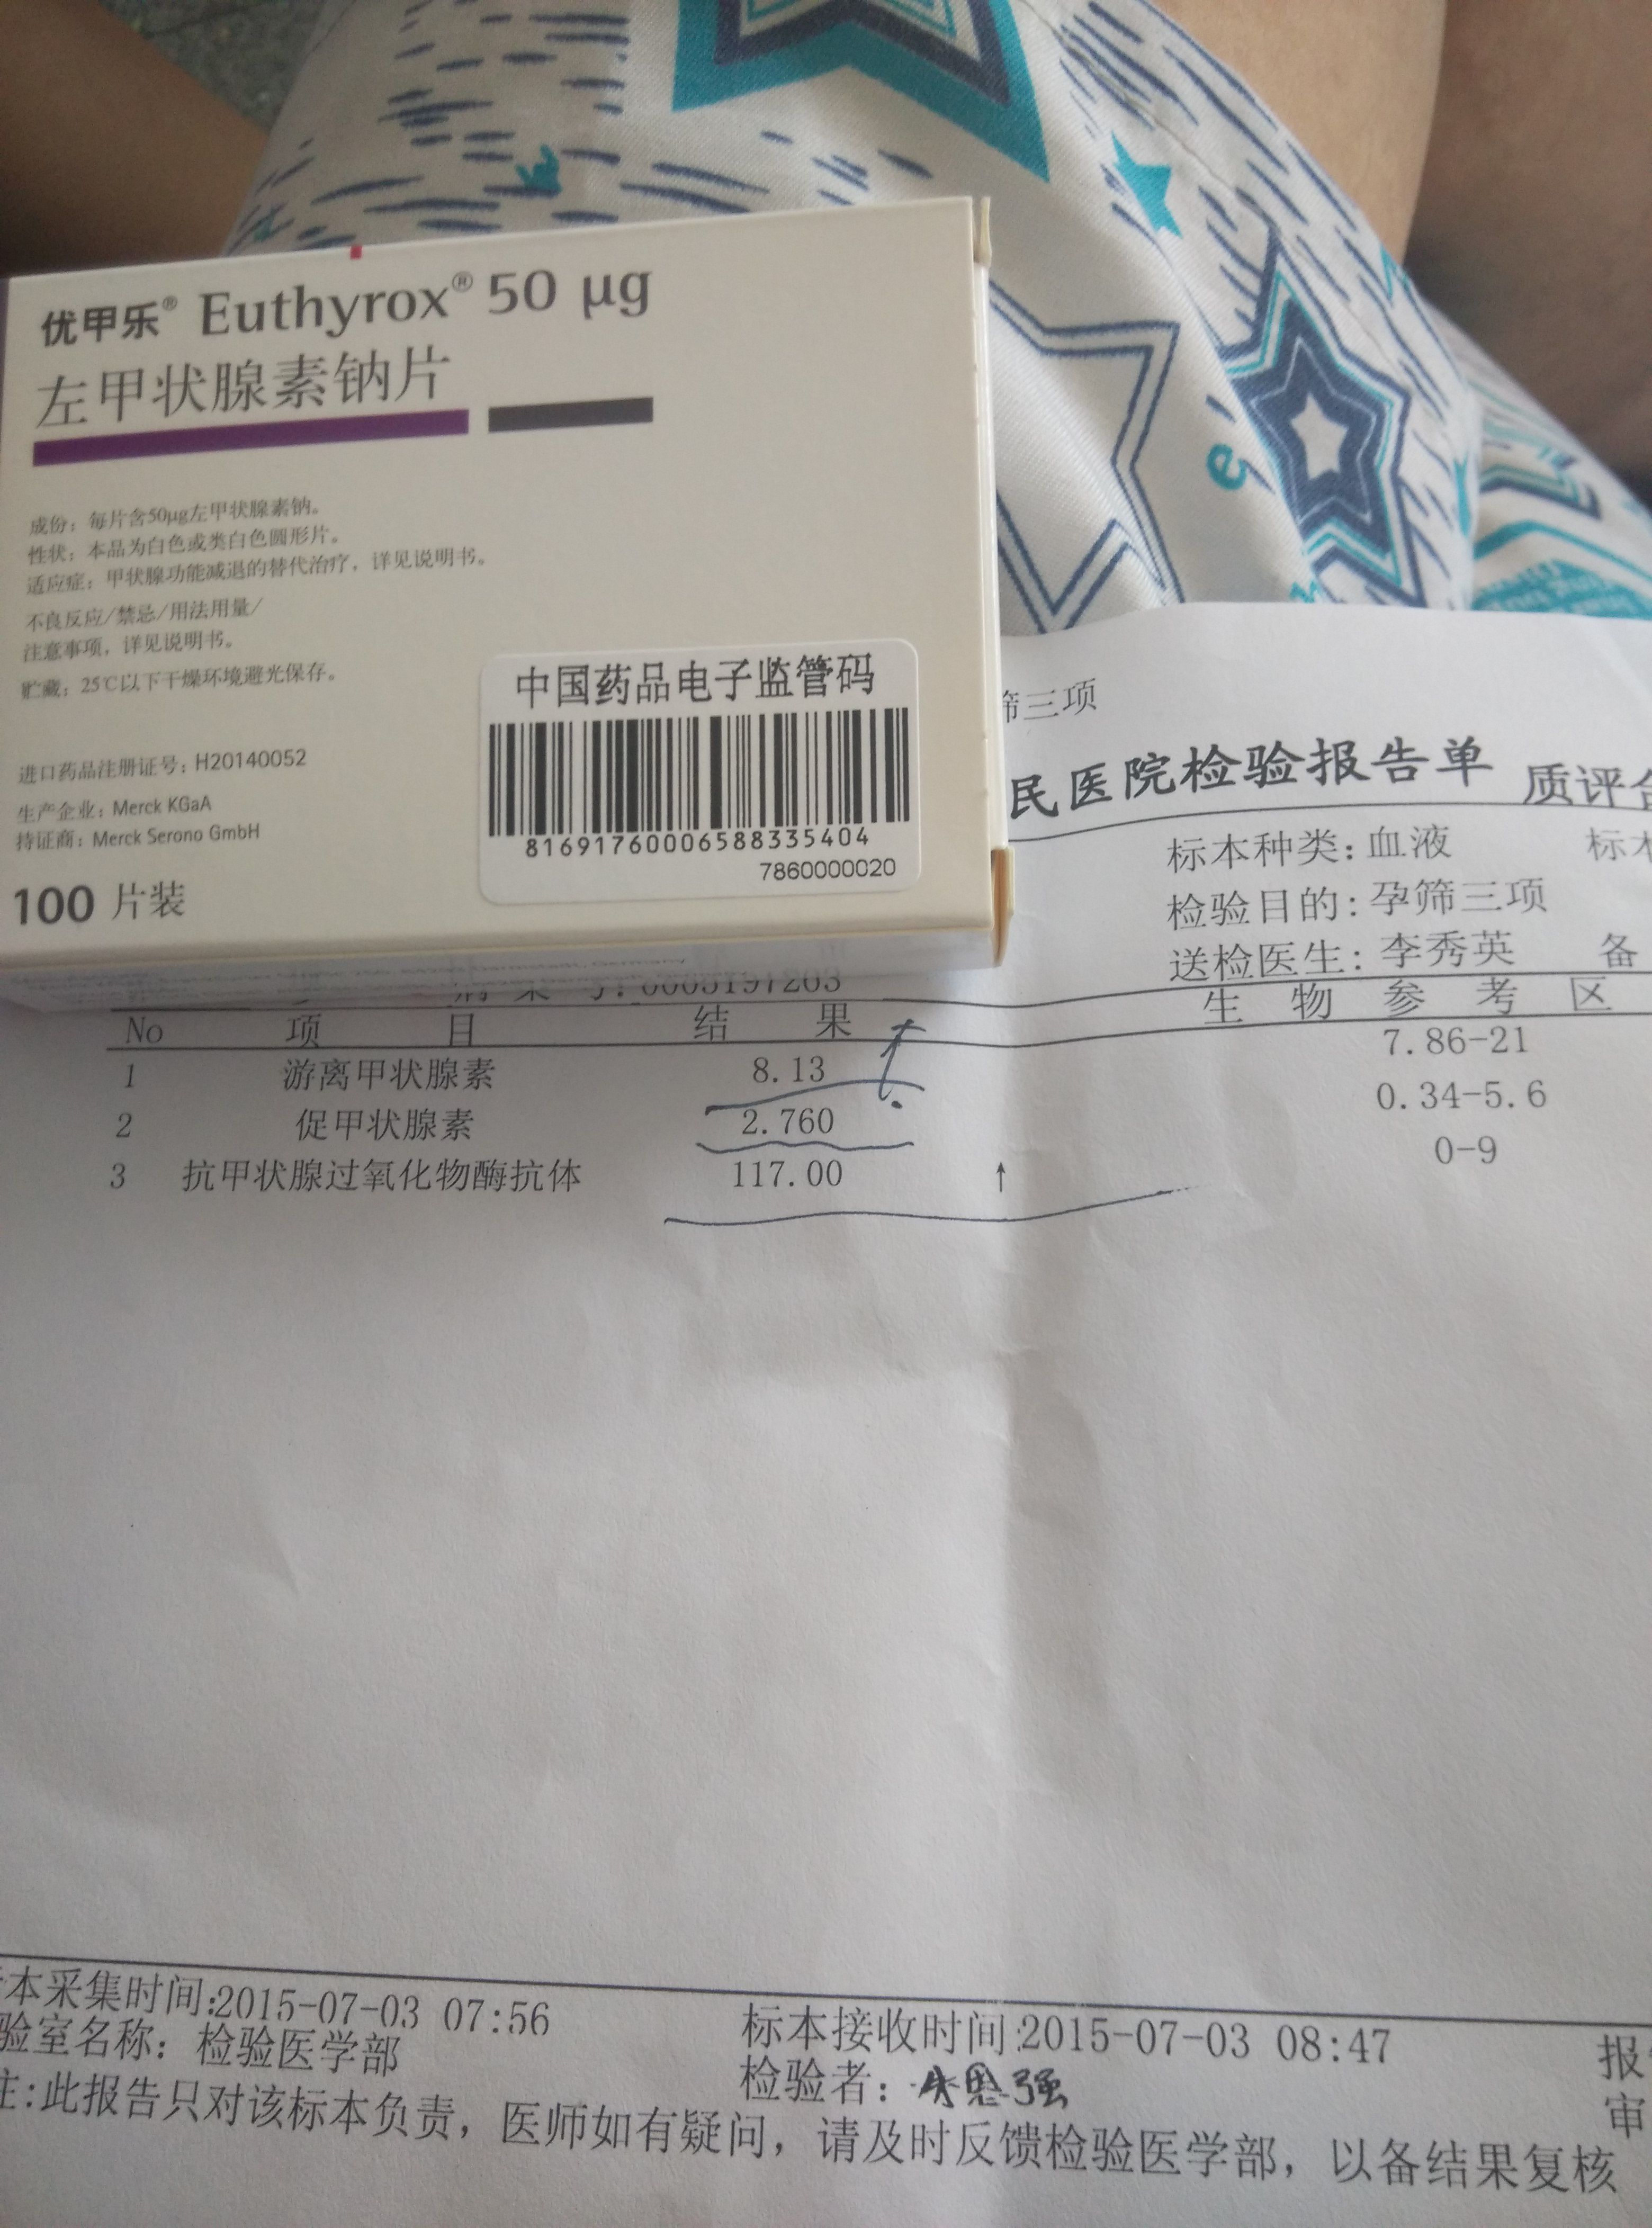 优甲乐® Euthyrox® 50 µg
左甲状腺素钠片
成份：每片含50µg左甲状腺素钠。
性状：本品为白色或类白色圆形片。
适应症：甲状腺功能减退的替代治疗，详见说明书。
不良反应/禁忌/用法用量/
注意事项，详见说明书。
贮藏：25℃以下干燥环境避光保存。
进口药品注册证号：H20140052
生产企业：Merck KGaA
持证商：Merck Serono GmbH
100 片装
中国药品电子监管码
81691760006588335404
7860000020
筛三项
民医院检验报告单 质评合
标本种类：血液 标本
检验目的：孕筛三项
送检医生：李秀英 备
No 项 目 结 果 生 物 参 考 区
1 游离甲状腺素 8.13 7.86-21
2 促甲状腺素 2.760 0.34-5.6
3 抗甲状腺过氧化物酶抗体 117.00 ↑ 0-9
本采集时间:2015-07-03 07:56 标本接收时间:2015-07-03 08:47 报
验室名称：检验医学部 检验者： 强 审
注:此报告只对该标本负责，医师如有疑问，请及时反馈检验医学部，以备结果复核